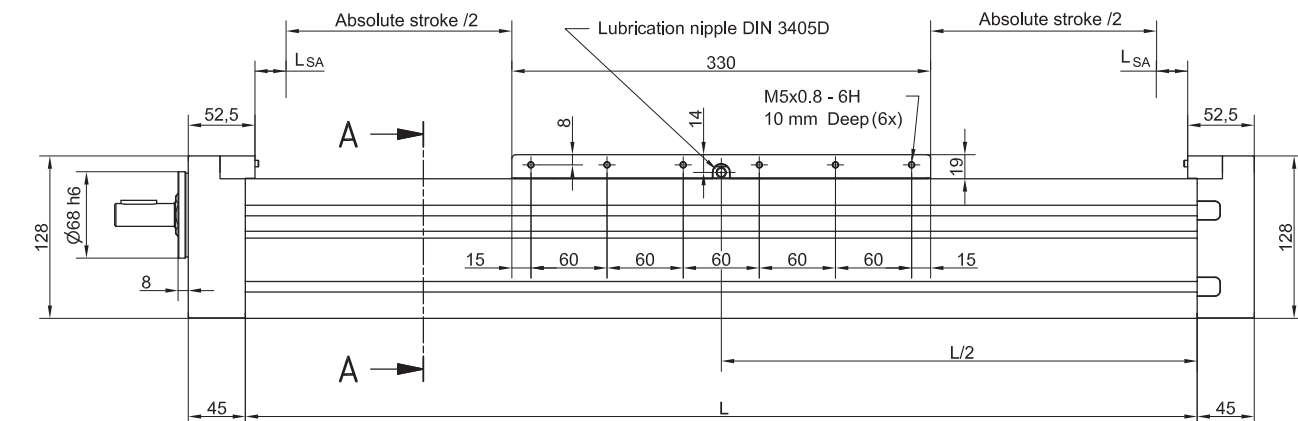 Absolute stroke /2
Absolute stroke /2
Lubrication nipple DIN 3405D
LSA
330
LSA
M5x0.8 - 6H
10 mm Deep (6x)
52,5
52,5
A
8
14
19
Ø68 h6
128
128
15 60 60 60 60 60 15
8
L/2
A
45
L
45